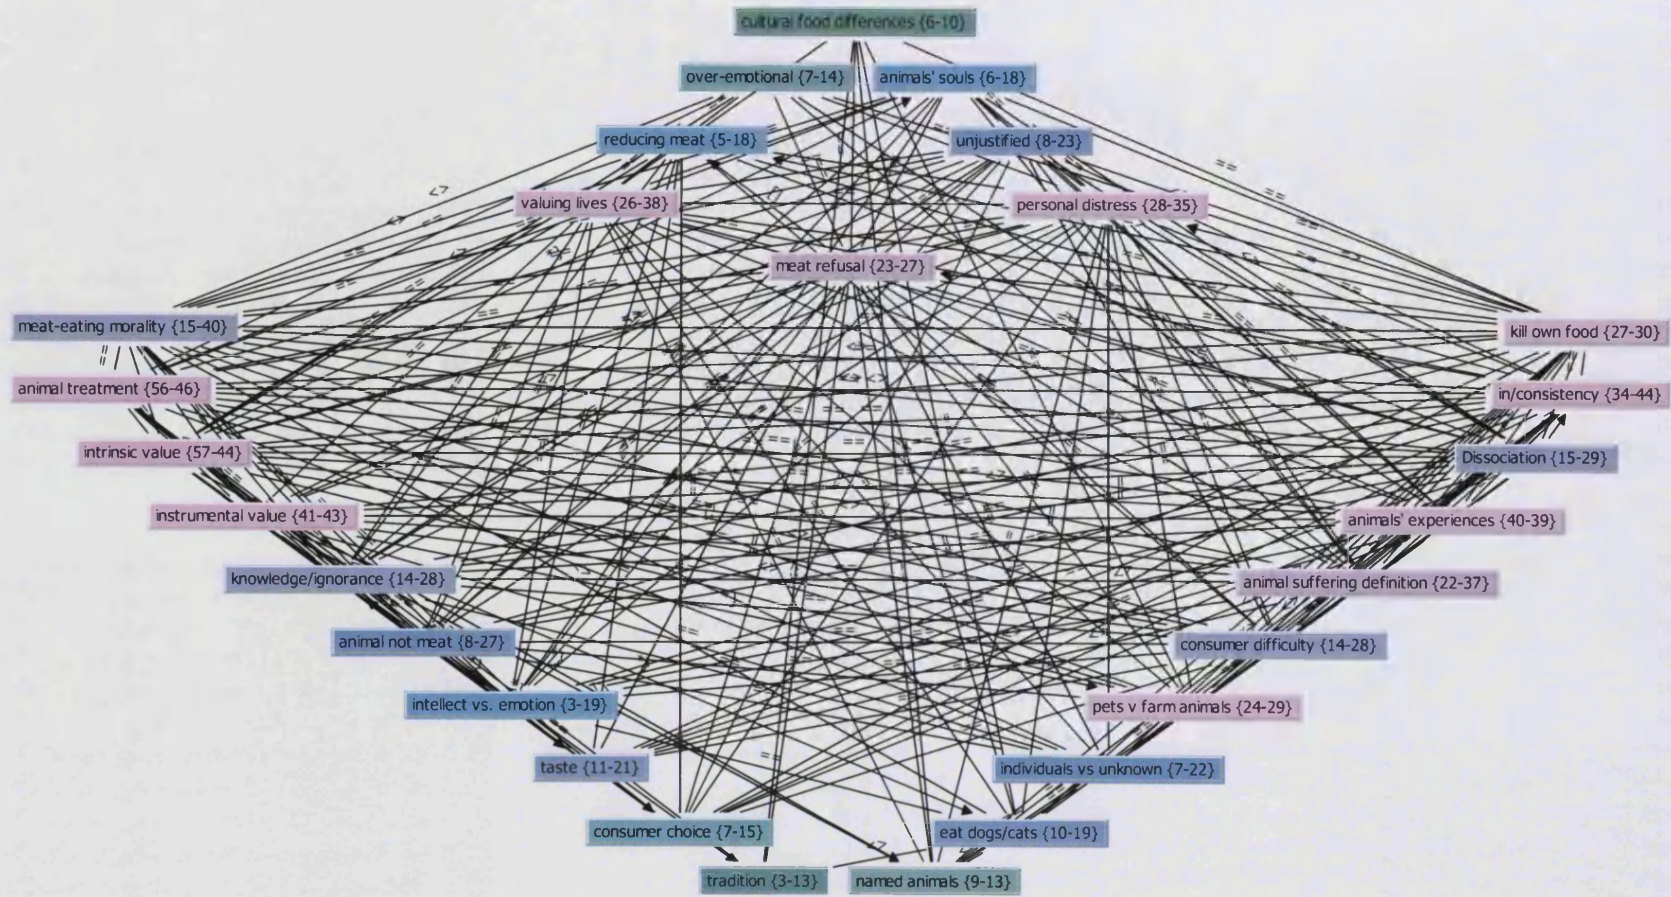 cultural food differences {6-10}
over-emotional {7-14}
animals' souls {6-18}
reducing meat {5-18}
unjustified {8-23}
valuing lives {26-38}
personal distress {28-35}
meat refusal {23-27}
meat-eating morality {15-40}
kill own food {27-30}
animal treatment {56-46}
in/consistency {34-44}
intrinsic value {57-44}
Dissociation {15-29}
instrumental value {41-43}
animals' experiences {40-39}
knowledge/ignorance {14-28}
animal suffering definition {22-37}
animal not meat {8-27}
consumer difficulty {14-28}
intellect vs. emotion {3-19}
pets v farm animals {24-29}
taste {11-21}
individuals vs unknown {7-22}
consumer choice {7-15}
eat dogs/cats {10-19}
tradition {3-13}
named animals {9-13}